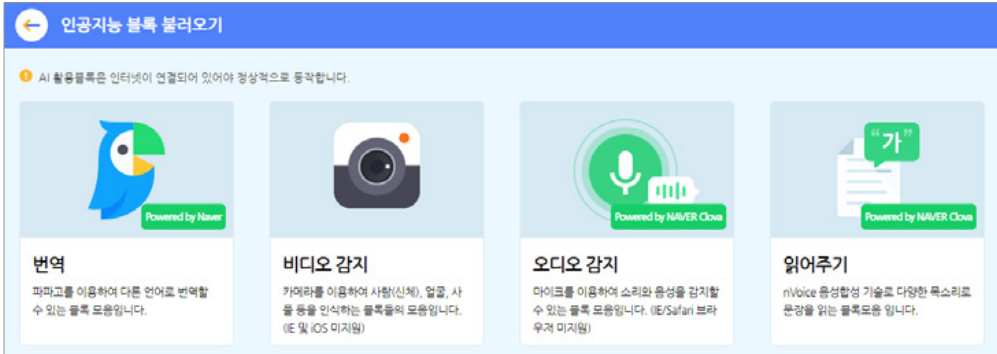 인공지능 블록 불러오기
AI 활용블록은 인터넷이 연결되어 있어야 정상적으로 동작합니다.
Powered by Naver
Powered by NAVER Clova
“가”
Powered by NAVER Clova
번역
파파고를 이용하여 다른 언어로 번역할
수 있는 블록 모음입니다.
비디오 감지
카메라를 이용하여 사람(신체), 얼굴, 사
물 등을 인식하는 블록들의 모음입니다.
(IE 및 iOS 미지원)
오디오 감지
마이크를 이용하여 소리와 음성을 감지할
수 있는 블록 모음입니다. (IE/Safari 브라
우저 미지원)
읽어주기
nVoice 음성합성 기술로 다양한 목소리로
문장을 읽는 블록모음 입니다.